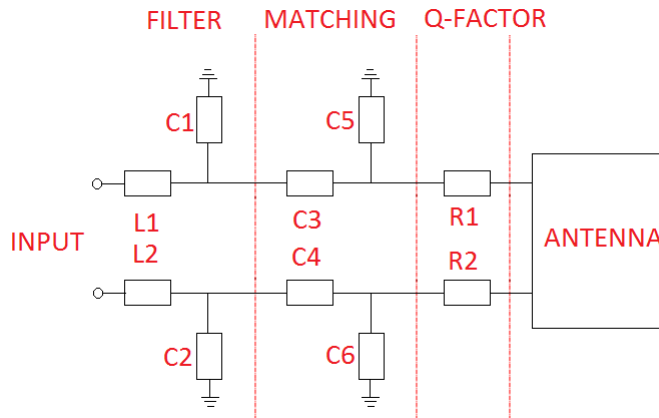 FILTER MATCHING Q-FACTOR
C1 C5
L1 C3 R1
INPUT ANTENNA
L2 C4 R2
C2 C6